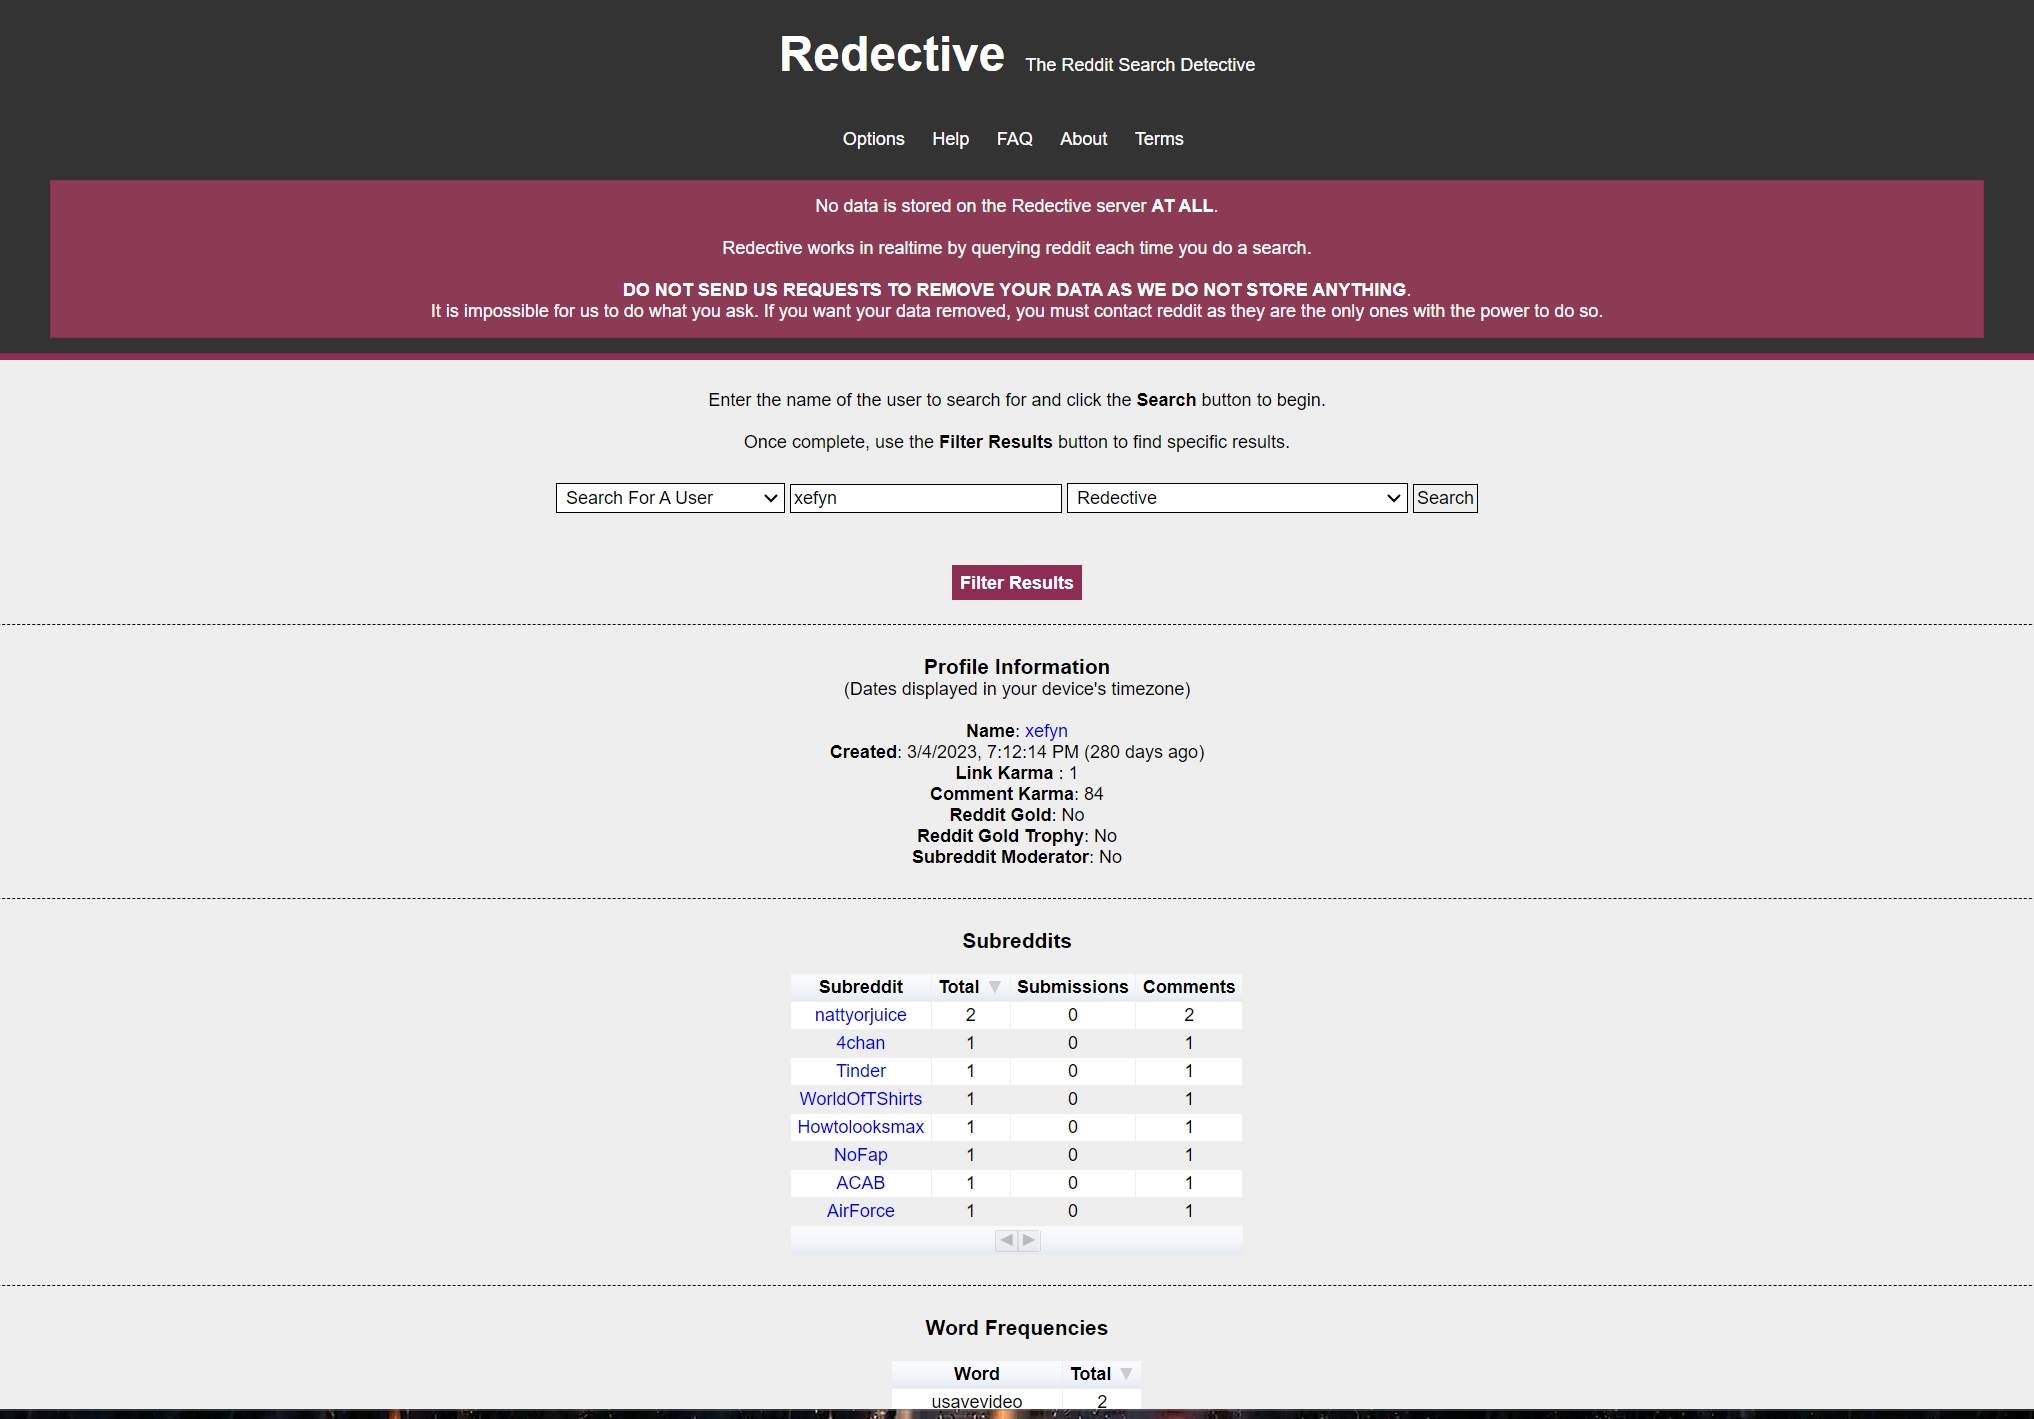 Redective The Reddit Search Detective
Options Help FAQ About Terms
No data is stored on the Redective server AT ALL.
Redective works in realtime by querying reddit each time you do a search.
DO NOT SEND US REQUESTS TO REMOVE YOUR DATA AS WE DO NOT STORE ANYTHING.
It is impossible for us to do what you ask. If you want your data removed, you must contact reddit as they are the only ones with the power to do so.
Enter the name of the user to search for and click the Search button to begin.
Once complete, use the Filter Results button to find specific results.
Search For A User xefyn Redective Search
Filter Results
Profile Information
(Dates displayed in your device's timezone)
Name: xefyn
Created: 3/4/2023, 7:12:14 PM (280 days ago)
Link Karma : 1
Comment Karma: 84
Reddit Gold: No
Reddit Gold Trophy: No
Subreddit Moderator: No
Subreddits
Subreddit Total ▼ Submissions Comments
nattyorjuice 2 0 2
4chan 1 0 1
Tinder 1 0 1
WorldOfTShirts 1 0 1
Howtolooksmax 1 0 1
NoFap 1 0 1
ACAB 1 0 1
AirForce 1 0 1
Word Frequencies
Word Total ▼
usavevideo 2